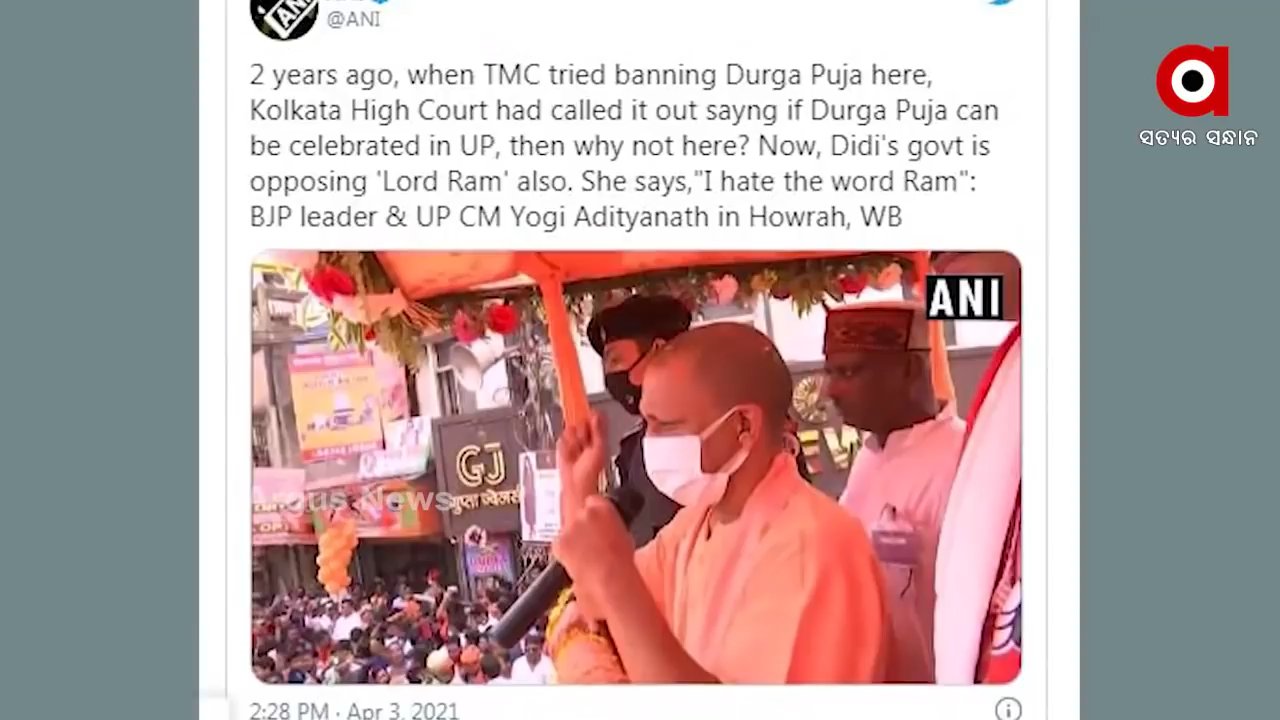 @ANI
2 years ago, when TMC tried banning Durga Puja here,
Kolkata High Court had called it out sayng if Durga Puja can
be celebrated in UP, then why not here? Now, Didi's govt is
opposing 'Lord Ram' also. She says,"I hate the word Ram":
BJP leader & UP CM Yogi Adityanath in Howrah, WB
ସତ୍ୟର ସନ୍ଧାନ
ANI
GJ
गुप्ता ज्वेलर्स
Argus News
2:28 PM · Apr 3, 2021